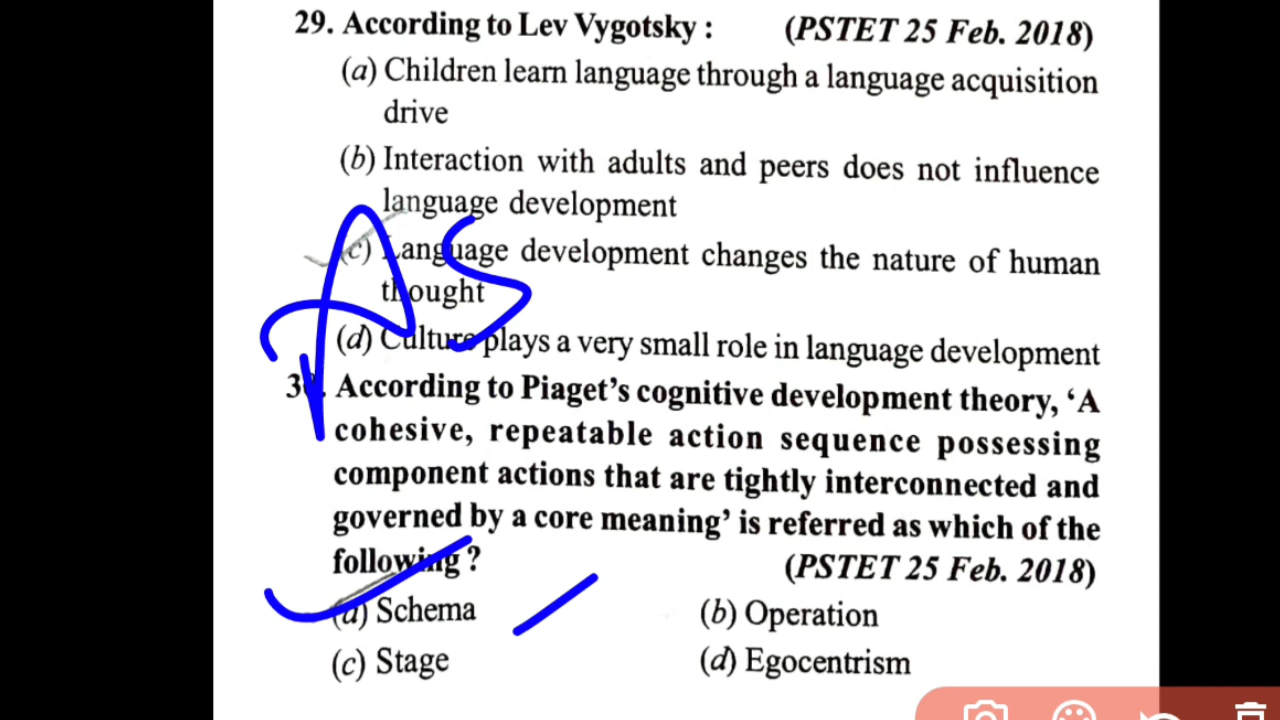 29. According to Lev Vygotsky : (PSTET 25 Feb. 2018)
(a) Children learn language through a language acquisition
drive
(b) Interaction with adults and peers does not influence
language development
(c) Language development changes the nature of human
thought
(d) Culture plays a very small role in language development
30. According to Piaget's cognitive development theory, 'A
cohesive, repeatable action sequence possessing
component actions that are tightly interconnected and
governed by a core meaning' is referred as which of the
following ? (PSTET 25 Feb. 2018)
(a) Schema (b) Operation
(c) Stage (d) Egocentrism
AS